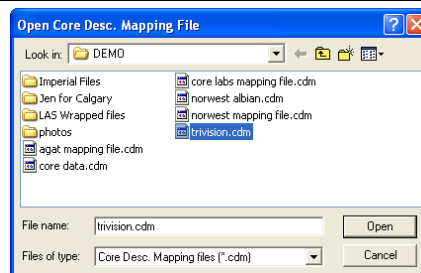 Open Core Desc. Mapping File
Look in: DEMO
Imperial Files
Jen for Calgary
LAS Wrapped files
photos
agat mapping file.cdm
core data.cdm
core labs mapping file.cdm
norwest albian.cdm
norwest mapping file.cdm
trivision.cdm
File name: trivision.cdm Open
Files of type: Core Desc. Mapping files (*.cdm) Cancel